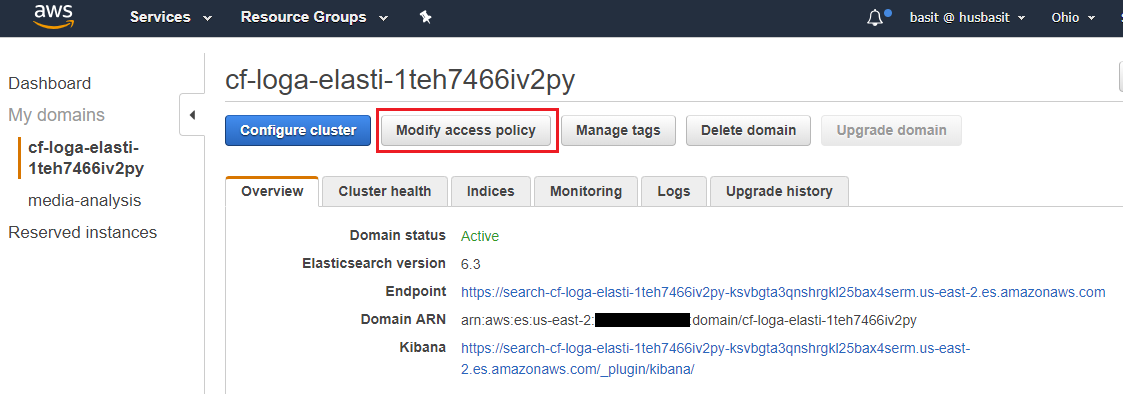 aws Services Resource Groups basit @ husbasit Ohio
Dashboard
My domains
cf-loga-elasti-
1teh7466iv2py
media-analysis
Reserved instances
cf-loga-elasti-1teh7466iv2py
Configure cluster Modify access policy Manage tags Delete domain Upgrade domain
Overview Cluster health Indices Monitoring Logs Upgrade history
Domain status Active
Elasticsearch version 6.3
Endpoint https://search-cf-loga-elasti-1teh7466iv2py-ksvbgta3qnshrgkl25bax4serm.us-east-2.es.amazonaws.com
Domain ARN arn:aws:es:us-east-2: :domain/cf-loga-elasti-1teh7466iv2py
Kibana https://search-cf-loga-elasti-1teh7466iv2py-ksvbgta3qnshrgkl25bax4serm.us-east-
2.es.amazonaws.com/_plugin/kibana/